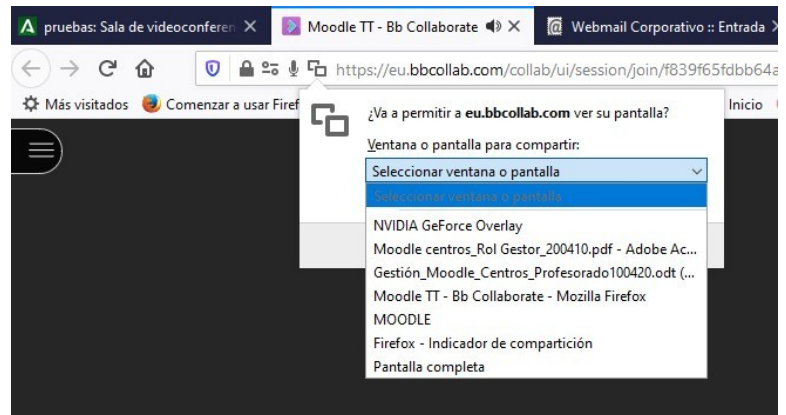 pruebas: Sala de videoconferen
Moodle TT - Bb Collaborate
Webmail Corporativo :: Entrada
https://eu.bbcollab.com/collab/ui/session/join/f839f65fdbb64a
Más visitados
Comenzar a usar Firef
Inicio
¿Va a permitir a eu.bbcollab.com ver su pantalla?
Ventana o pantalla para compartir:
Seleccionar ventana o pantalla
Seleccionar ventana o pantalla
NVIDIA GeForce Overlay
Moodle centros_Rol Gestor_200410.pdf - Adobe Ac...
Gestión_Moodle_Centros_Profesorado100420.odt (...
Moodle TT - Bb Collaborate - Mozilla Firefox
MOODLE
Firefox - Indicador de compartición
Pantalla completa